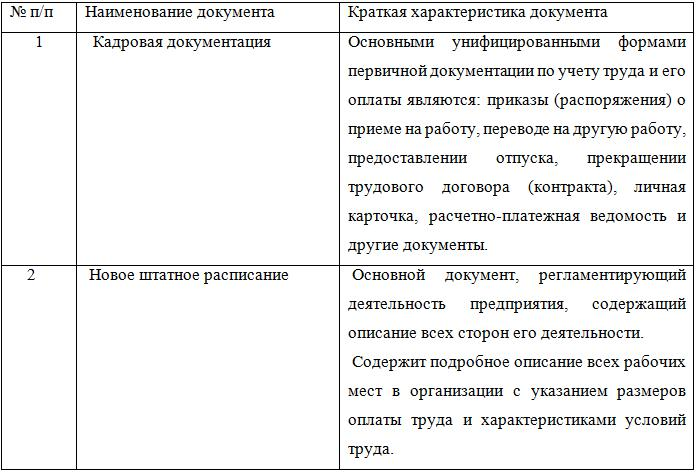 № п/п Наименование документа Краткая характеристика документа
1 Кадровая документация Основными унифицированными формами
первичной документации по учету труда и его
оплаты являются: приказы (распоряжения) о
приеме на работу, переводе на другую работу,
предоставлении отпуска, прекращении
трудового договора (контракта), личная
карточка, расчетно-платежная ведомость и
другие документы.
2 Новое штатное расписание Основной документ, регламентирующий
деятельность предприятия, содержащий
описание всех сторон его деятельности.
Содержит подробное описание всех рабочих
мест в организации с указанием размеров
оплаты труда и характеристиками условий
труда.